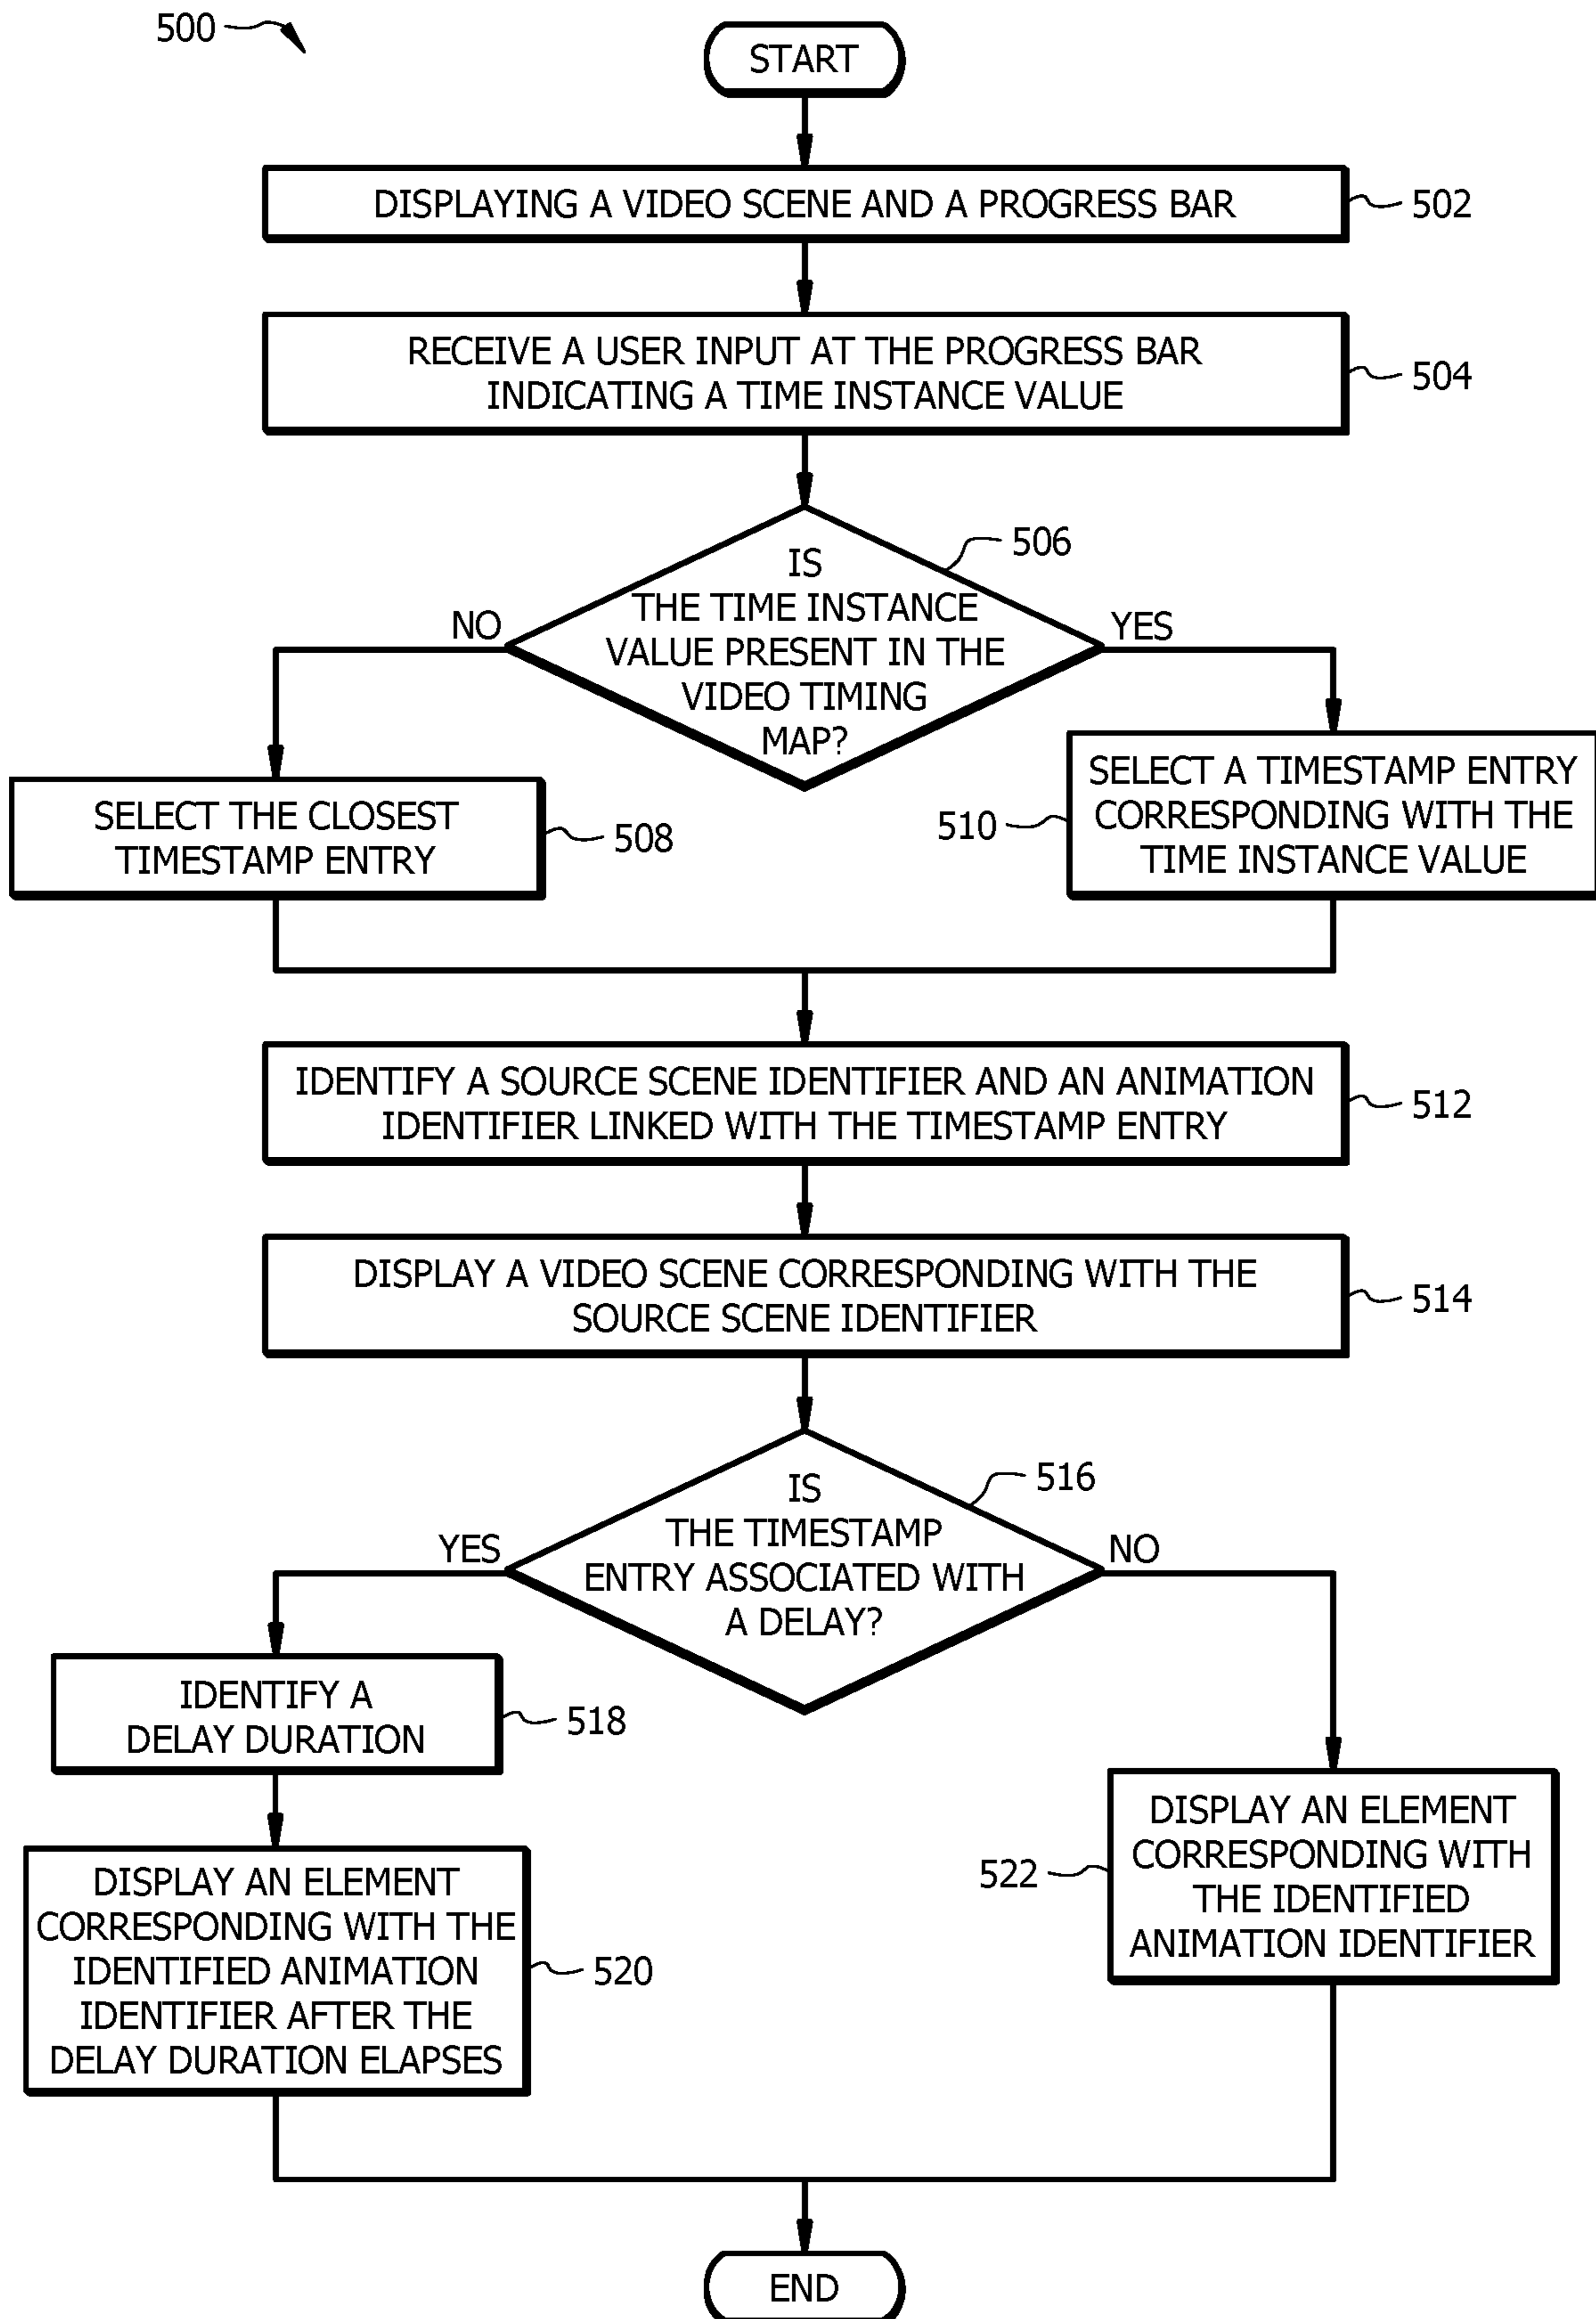 500
START
DISPLAYING A VIDEO SCENE AND A PROGRESS BAR
502
RECEIVE A USER INPUT AT THE PROGRESS BAR
INDICATING A TIME INSTANCE VALUE
504
IS
THE TIME INSTANCE
VALUE PRESENT IN THE
VIDEO TIMING
MAP?
506
NO
YES
SELECT THE CLOSEST
TIMESTAMP ENTRY
508
510
SELECT A TIMESTAMP ENTRY
CORRESPONDING WITH THE
TIME INSTANCE VALUE
IDENTIFY A SOURCE SCENE IDENTIFIER AND AN ANIMATION
IDENTIFIER LINKED WITH THE TIMESTAMP ENTRY
512
DISPLAY A VIDEO SCENE CORRESPONDING WITH THE
SOURCE SCENE IDENTIFIER
514
IS
THE TIMESTAMP
ENTRY ASSOCIATED WITH
A DELAY?
516
YES
NO
IDENTIFY A
DELAY DURATION
518
DISPLAY AN ELEMENT
CORRESPONDING WITH THE
IDENTIFIED ANIMATION
IDENTIFIER AFTER THE
DELAY DURATION ELAPSES
520
522
DISPLAY AN ELEMENT
CORRESPONDING WITH
THE IDENTIFIED
ANIMATION IDENTIFIER
END